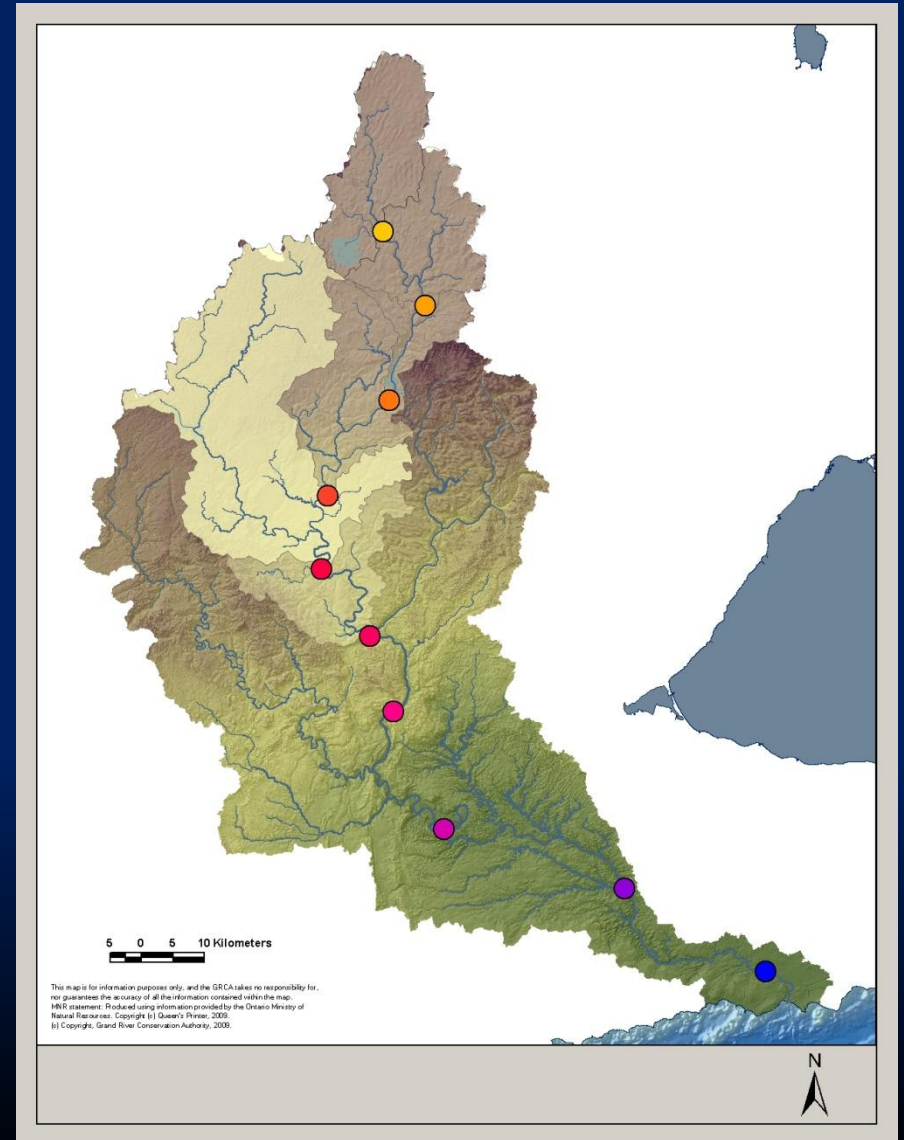 5 0 5 10 Kilometers
This map is for information purposes only, and the GRCA takes no responsibility for,
nor guarantees the accuracy of all the information contained within the map.
MNR statement: Produced using information provided by the Ontario Ministry of
Natural Resources. Copyright (c) Queen's Printer, 2009.
(c) Copyright, Grand River Conservation Authority, 2009.
N